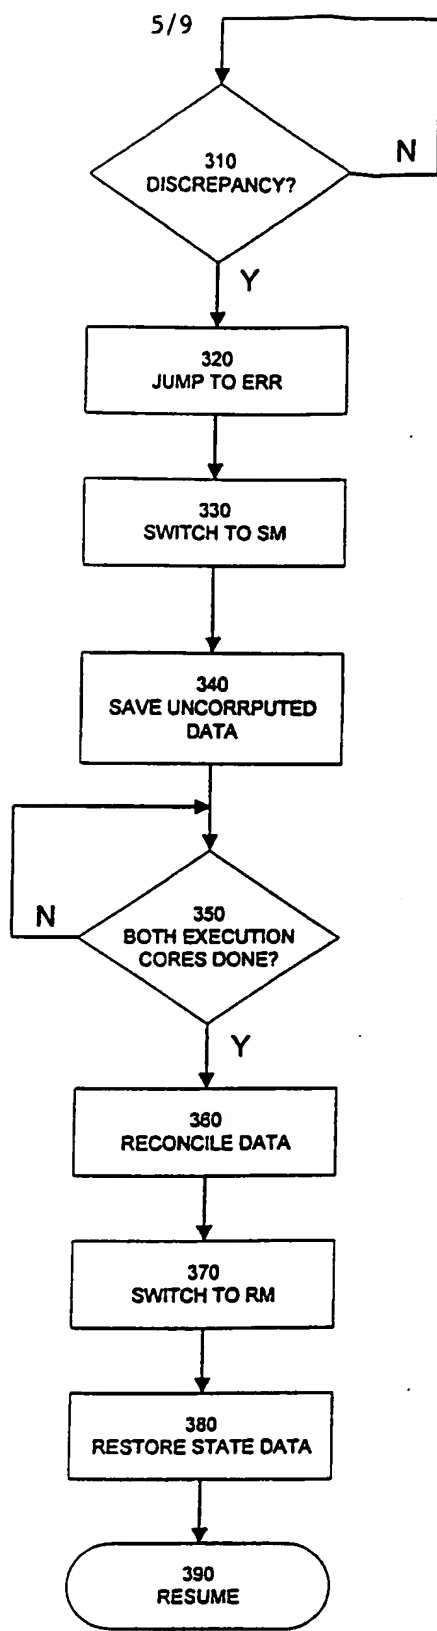 5/9
310
DISCREPANCY?
N
Y
320
JUMP TO ERR
330
SWITCH TO SM
340
SAVE UNCORRPUTED
DATA
N
350
BOTH EXECUTION
CORES DONE?
Y
360
RECONCILE DATA
370
SWITCH TO RM
380
RESTORE STATE DATA
390
RESUME